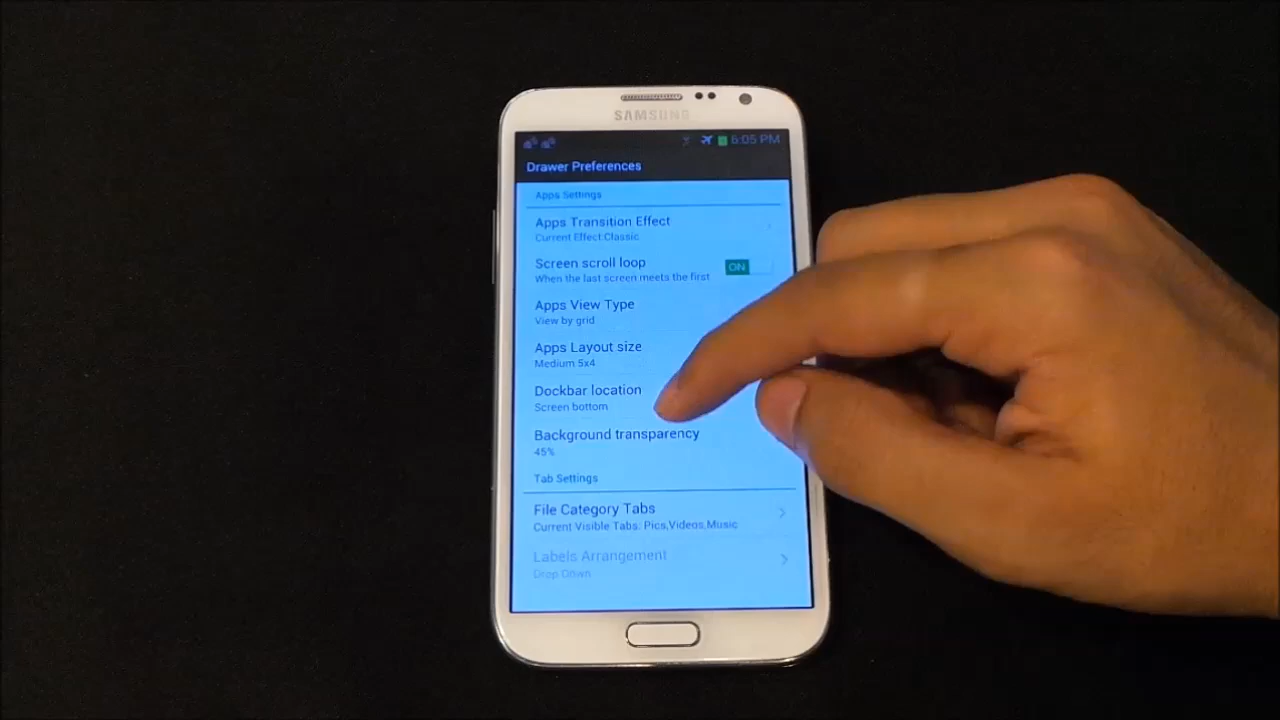 SAMSUNG
6:05 PM
Drawer Preferences
Apps Settings
Apps Transition Effect
Current Effect:Classic
Screen scroll loop
When the last screen meets the first
ON
Apps View Type
View by grid
Apps Layout size
Medium 5x4
Dockbar location
Screen bottom
Background transparency
45%
Tab Settings
File Category Tabs
Current Visible Tabs: Pics,Videos,Music
Labels Arrangement
Drop Down